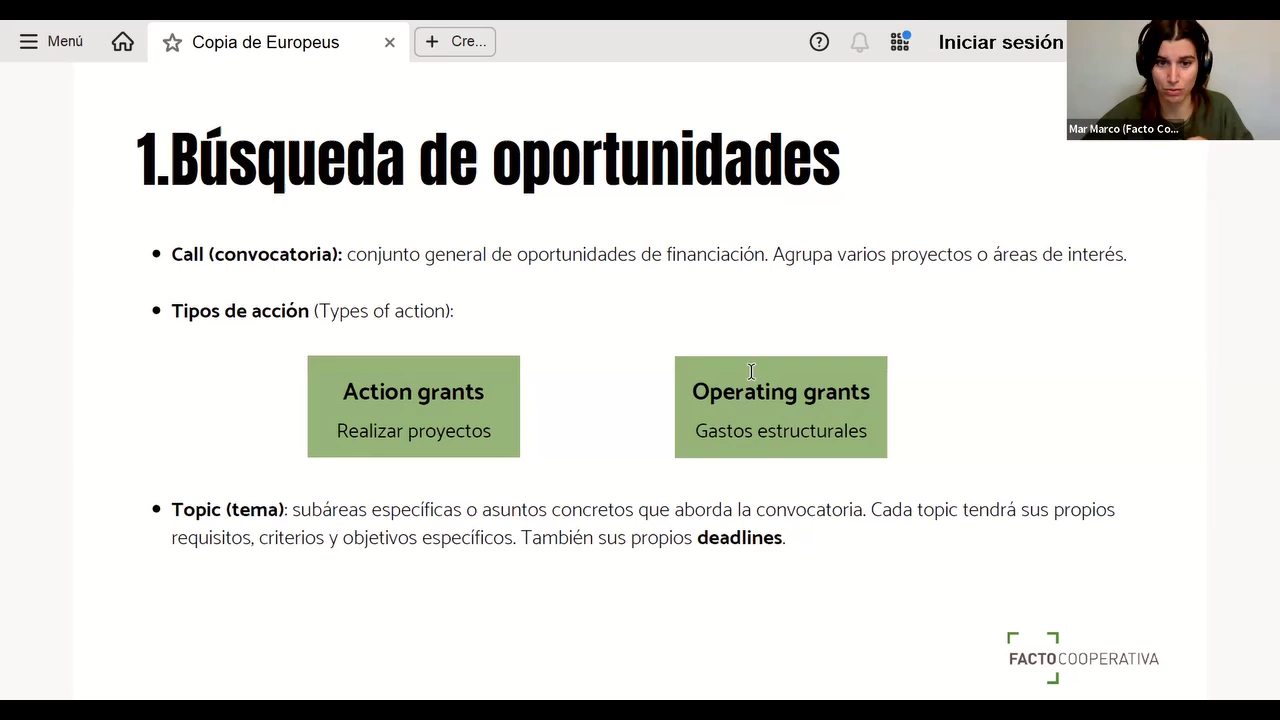 Menú
Copia de Europeus
Cre...
Iniciar sesión
Mar Marco (Facto Co...
1.Búsqueda de oportunidades
Call (convocatoria): conjunto general de oportunidades de financiación. Agrupa varios proyectos o áreas de interés.
Tipos de acción (Types of action):
Action grants
Realizar proyectos
Operating grants
Gastos estructurales
Topic (tema): subáreas específicas o asuntos concretos que aborda la convocatoria. Cada topic tendrá sus propios
requisitos, criterios y objetivos específicos. También sus propios deadlines.
FACTOCOOPERATIVA